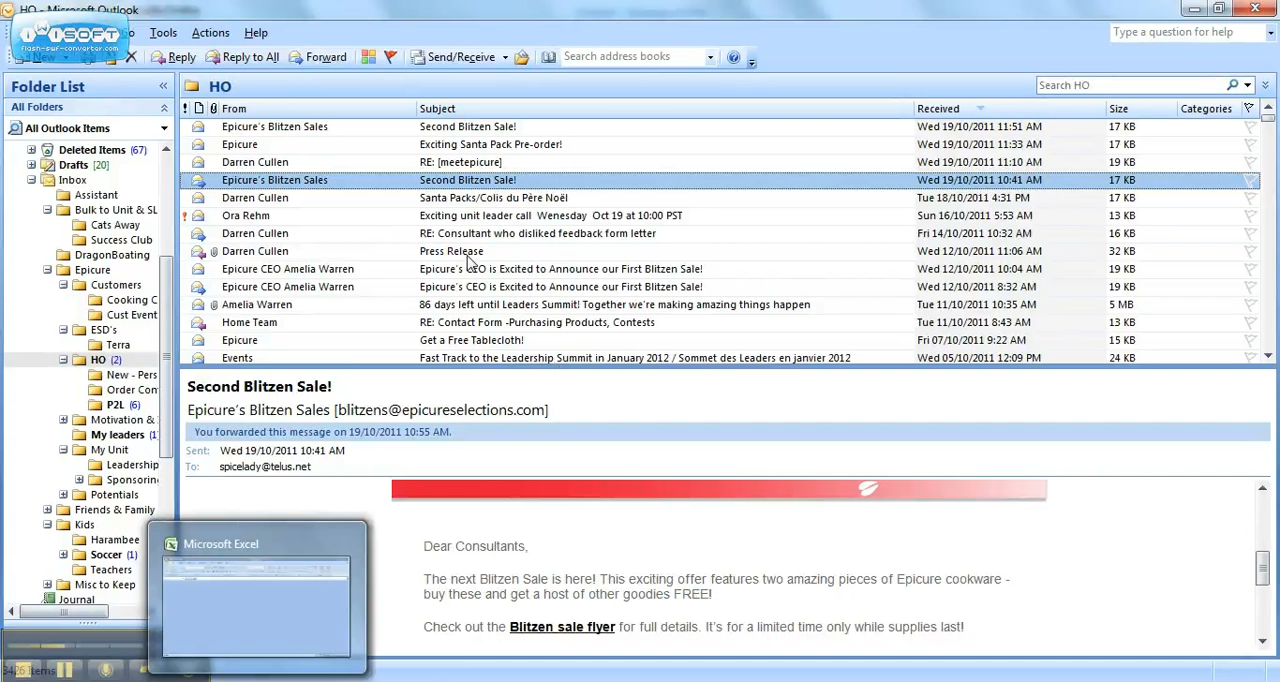 HO - Microsoft Outlook
iWiSOFT
flash-swf-converter.com
Tools Actions Help
Type a question for help
New Reply Reply to All Forward Send/Receive Search address books
Folder List «
HO
Search HO
All Folders
From Subject Received Size Categories
All Outlook Items
Epicure's Blitzen Sales Second Blitzen Sale! Wed 19/10/2011 11:51 AM 17 KB
Deleted Items (67)
Epicure Exciting Santa Pack Pre-order! Wed 19/10/2011 11:33 AM 19 KB
Drafts [20]
Darren Cullen RE: [meetepicure] Wed 19/10/2011 11:10 AM 19 KB
Inbox
Epicure's Blitzen Sales Second Blitzen Sale! Wed 19/10/2011 10:41 AM 17 KB
Assistant
Darren Cullen Santa Packs/Colis du Père Noël Tue 18/10/2011 4:31 PM 17 KB
Bulk to Unit & SL
Ora Rehm Exciting unit leader call Wenesday Oct 19 at 10:00 PST Sun 16/10/2011 5:53 AM 13 KB
Cats Away
Darren Cullen RE: Consultant who disliked feedback form letter Fri 14/10/2011 10:32 AM 16 KB
Success Club
Darren Cullen Press Release Wed 12/10/2011 11:06 AM 32 KB
DragonBoating
Epicure CEO Amelia Warren Epicure's CEO is Excited to Announce our First Blitzen Sale! Wed 12/10/2011 10:04 AM 19 KB
Epicure
Epicure CEO Amelia Warren Epicure's CEO is Excited to Announce our First Blitzen Sale! Wed 12/10/2011 8:32 AM 19 KB
Customers
Cooking C
Amelia Warren 86 days left until Leaders Summit! Together we're making amazing things happen Tue 11/10/2011 10:35 AM 5 MB
Cust Event
Home Team RE: Contact Form -Purchasing Products, Contests Tue 11/10/2011 8:43 AM 13 KB
ESD's
Epicure Get a Free Tablecloth! Fri 07/10/2011 9:22 AM 15 KB
Terra
Events Fast Track to the Leadership Summit in January 2012 / Sommet des Leaders en janvier 2012 Wed 05/10/2011 12:09 PM 24 KB
HO (2)
New - Pers
Order Con
P2L (6)
Motivation &
My leaders (1)
My Unit
Leadership
Sponsoring
Potentials
Friends & Family
Kids
Harambee
Soccer (1)
Teachers
Misc to Keep
Journal
3426 Items
Second Blitzen Sale!
Epicure's Blitzen Sales [blitzens@epicureselections.com]
You forwarded this message on 19/10/2011 10:55 AM.
Sent: Wed 19/10/2011 10:41 AM
To: spicelady@telus.net
Dear Consultants,
The next Blitzen Sale is here! This exciting offer features two amazing pieces of Epicure cookware -
buy these and get a host of other goodies FREE!
Check out the Blitzen sale flyer for full details. It's for a limited time only while supplies last!
Microsoft Excel